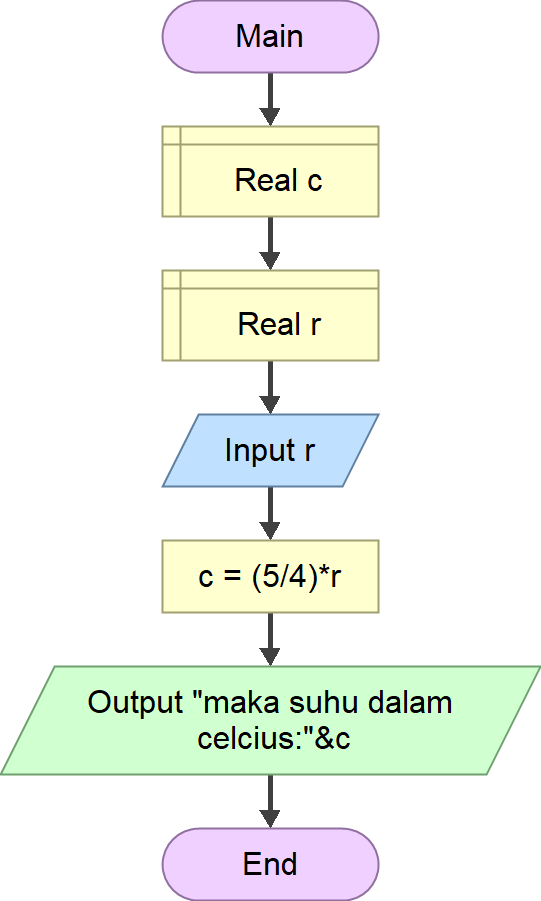 Main
Real c
Real r
Input r
c = (5/4)*r
Output "maka suhu dalam
celcius:"&c
End